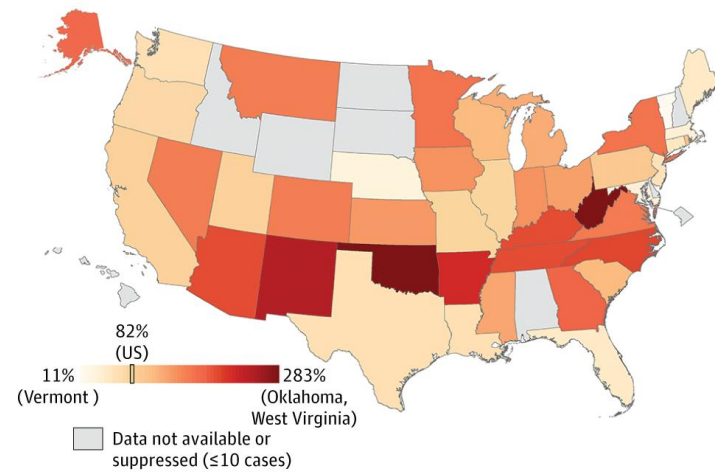 82%
(US)
11%
(Vermont )
283%
(Oklahoma,
West Virginia)
Data not available or
suppressed (≤10 cases)